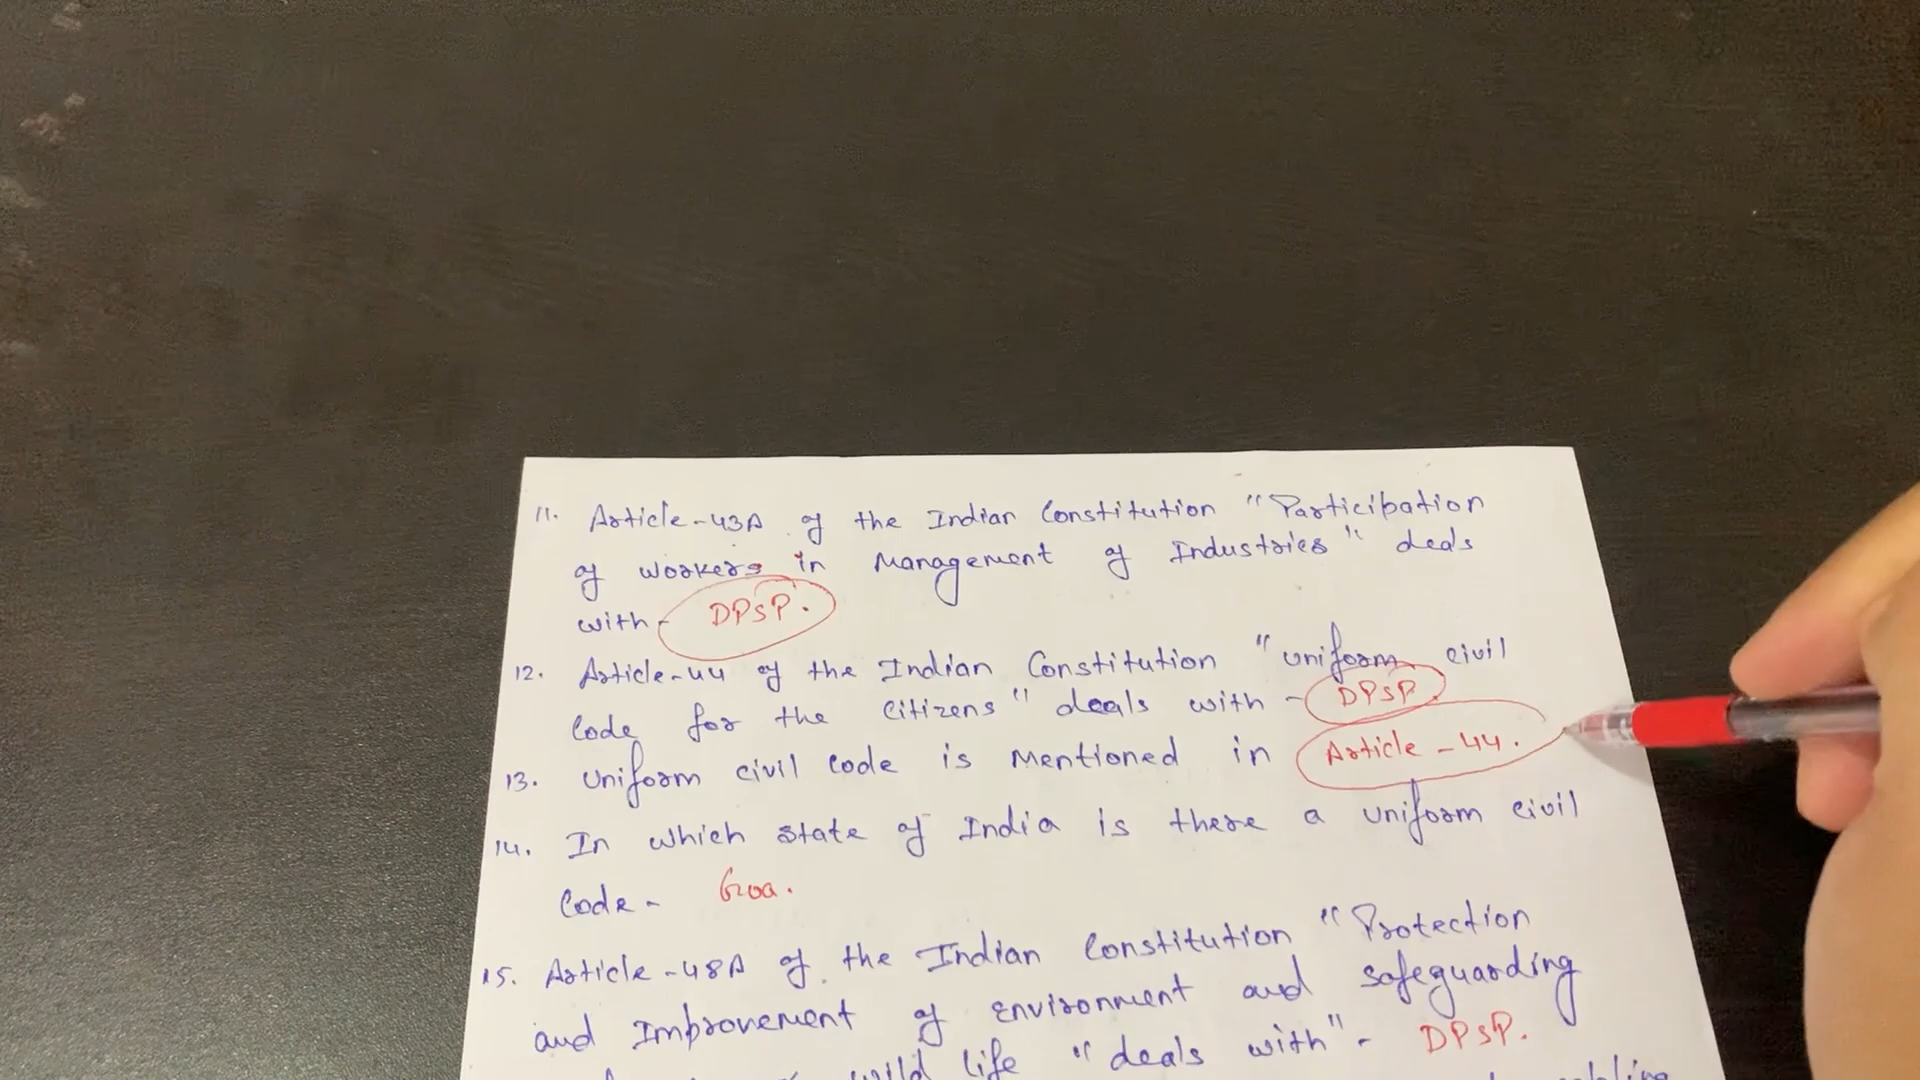 11. Article-43A of the Indian Constitution "Participation
of workers in Management of Industries" deals
with- DPSP.
12. Article-44 of the Indian Constitution "uniform civil
Code for the citizens" deals with - DPSP.
13. Uniform civil code is Mentioned in Article - 44.
14. In which state of India is there a uniform civil
Code - Goa.
15. Article-48A of the Indian Constitution "Protection
and Improvement of Environment and safeguarding
wild life "deals with"- DPSP.